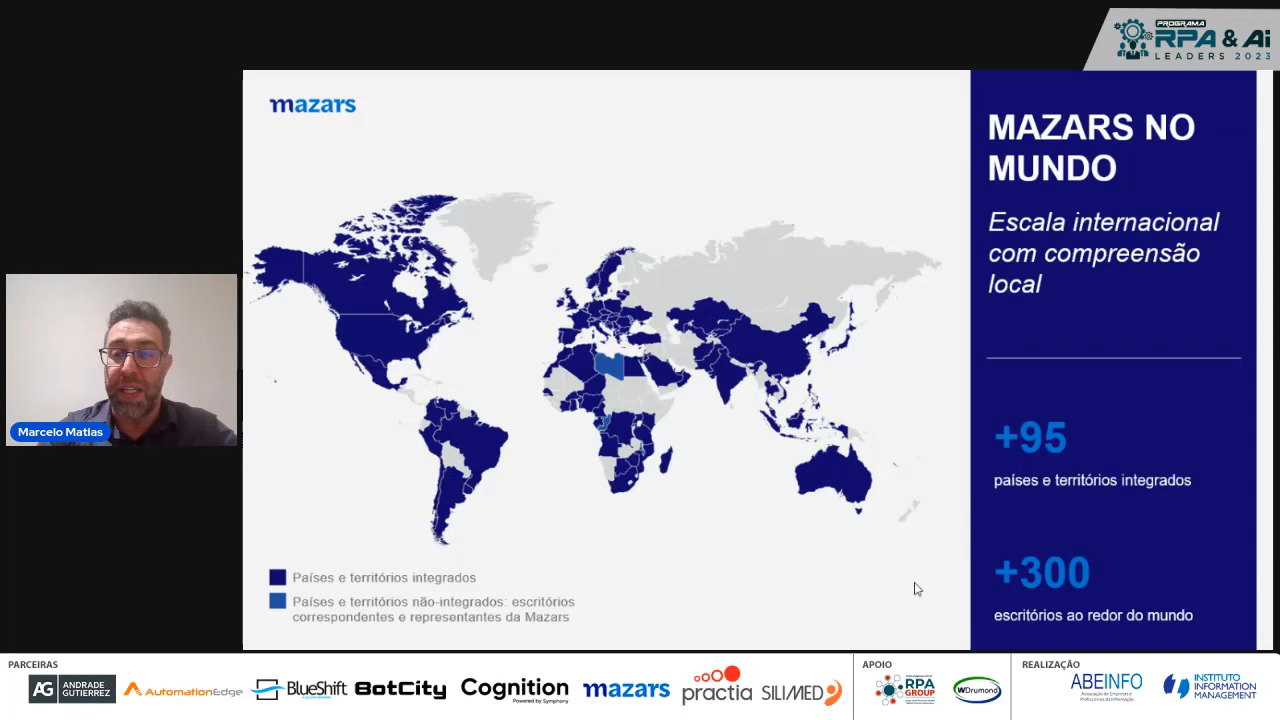 PROGRAMA
RPA & Ai
LEADERS 2023
mazars
MAZARS NO
MUNDO
Escala internacional
com compreensão
local
+95
países e territórios integrados
+300
escritórios ao redor do mundo
Países e territórios integrados
Países e territórios não-integrados: escritórios
correspondentes e representantes da Mazars
Marcelo Matias
PARCEIRAS
AG ANDRADE
GUTIERREZ
AutomationEdge
BlueShift
BotCity
Cognition
Powered by Symphony
mazars
practia
SILIMED
APOIO
RPA
GROUP
WDrumond
REALIZAÇÃO
ABEINFO
Associação de Empresas e
Profissionais da Informação
INSTITUTO
INFORMATION
MANAGEMENT